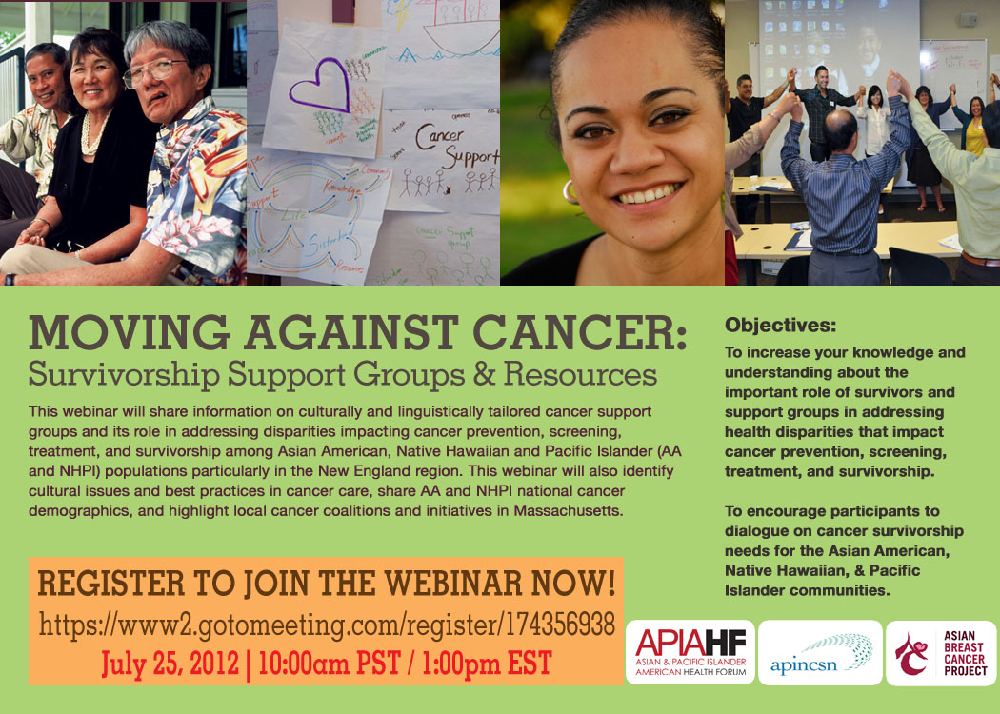 Cancer
Support
Support
Knowledge
Life
Community
Resources
Cancer Support
group
MOVING AGAINST CANCER:
Survivorship Support Groups & Resources
This webinar will share information on culturally and linguistically tailored cancer support
groups and its role in addressing disparities impacting cancer prevention, screening,
treatment, and survivorship among Asian American, Native Hawaiian and Pacific Islander (AA
and NHPI) populations particularly in the New England region. This webinar will also identify
cultural issues and best practices in cancer care, share AA and NHPI national cancer
demographics, and highlight local cancer coalitions and initiatives in Massachusetts.
Objectives:
To increase your knowledge and
understanding about the
important role of survivors and
support groups in addressing
health disparities that impact
cancer prevention, screening,
treatment, and survivorship.
To encourage participants to
dialogue on cancer survivorship
needs for the Asian American,
Native Hawaiian, & Pacific
Islander communities.
REGISTER TO JOIN THE WEBINAR NOW!
https://www2.gotomeeting.com/register/174356938
July 25, 2012 | 10:00am PST / 1:00pm EST
APIAHF
ASIAN & PACIFIC ISLANDER
AMERICAN HEALTH FORUM
apincsn
ASIAN
BREAST
CANCER
PROJECT